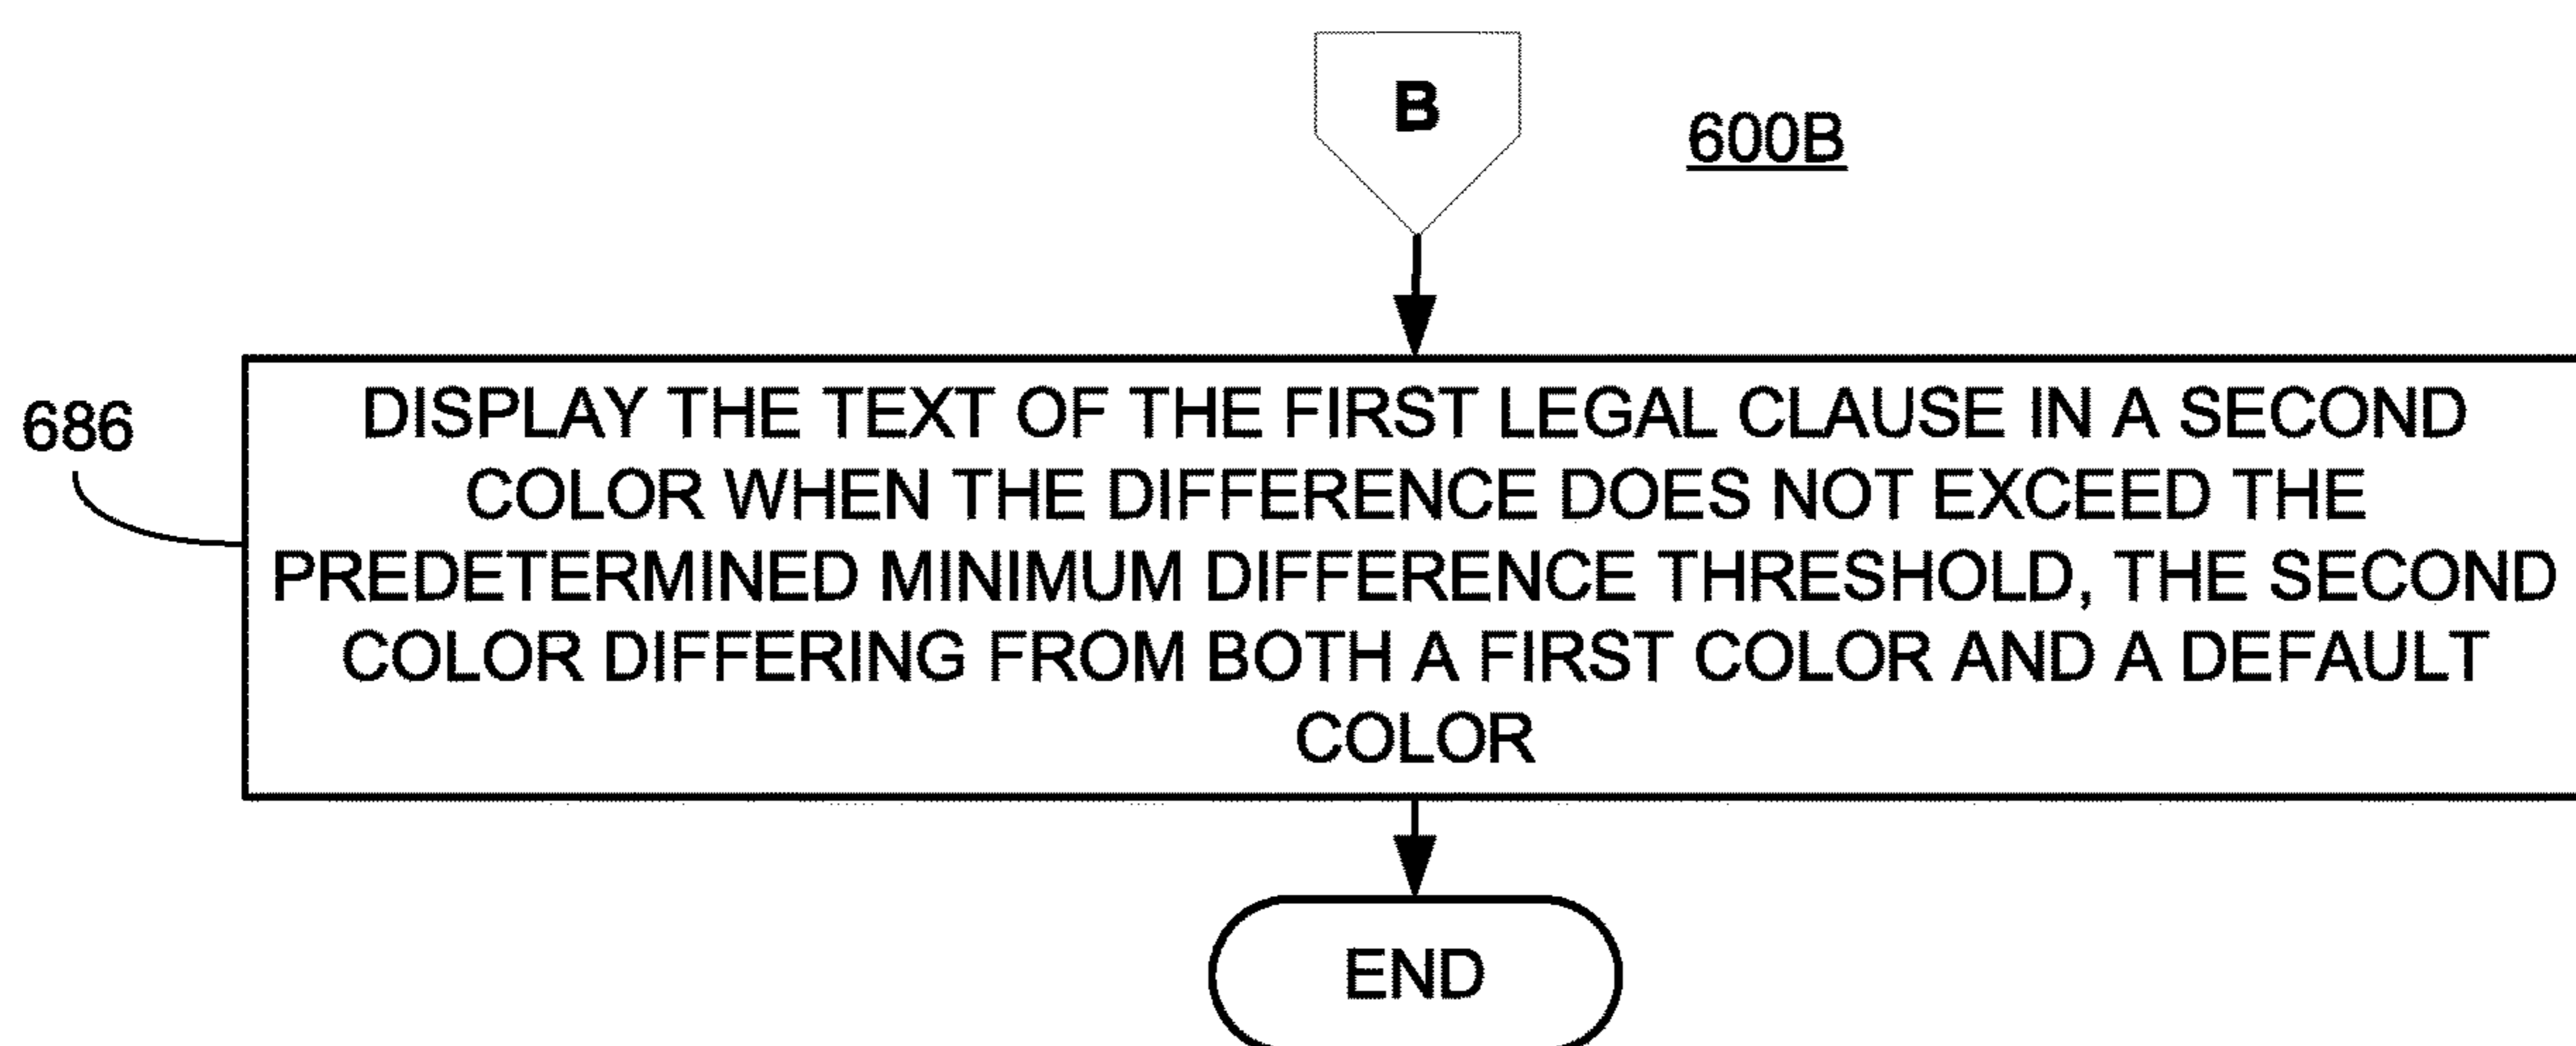 B
600B
686
DISPLAY THE TEXT OF THE FIRST LEGAL CLAUSE IN A SECOND
COLOR WHEN THE DIFFERENCE DOES NOT EXCEED THE
PREDETERMINED MINIMUM DIFFERENCE THRESHOLD, THE SECOND
COLOR DIFFERING FROM BOTH A FIRST COLOR AND A DEFAULT
COLOR
END